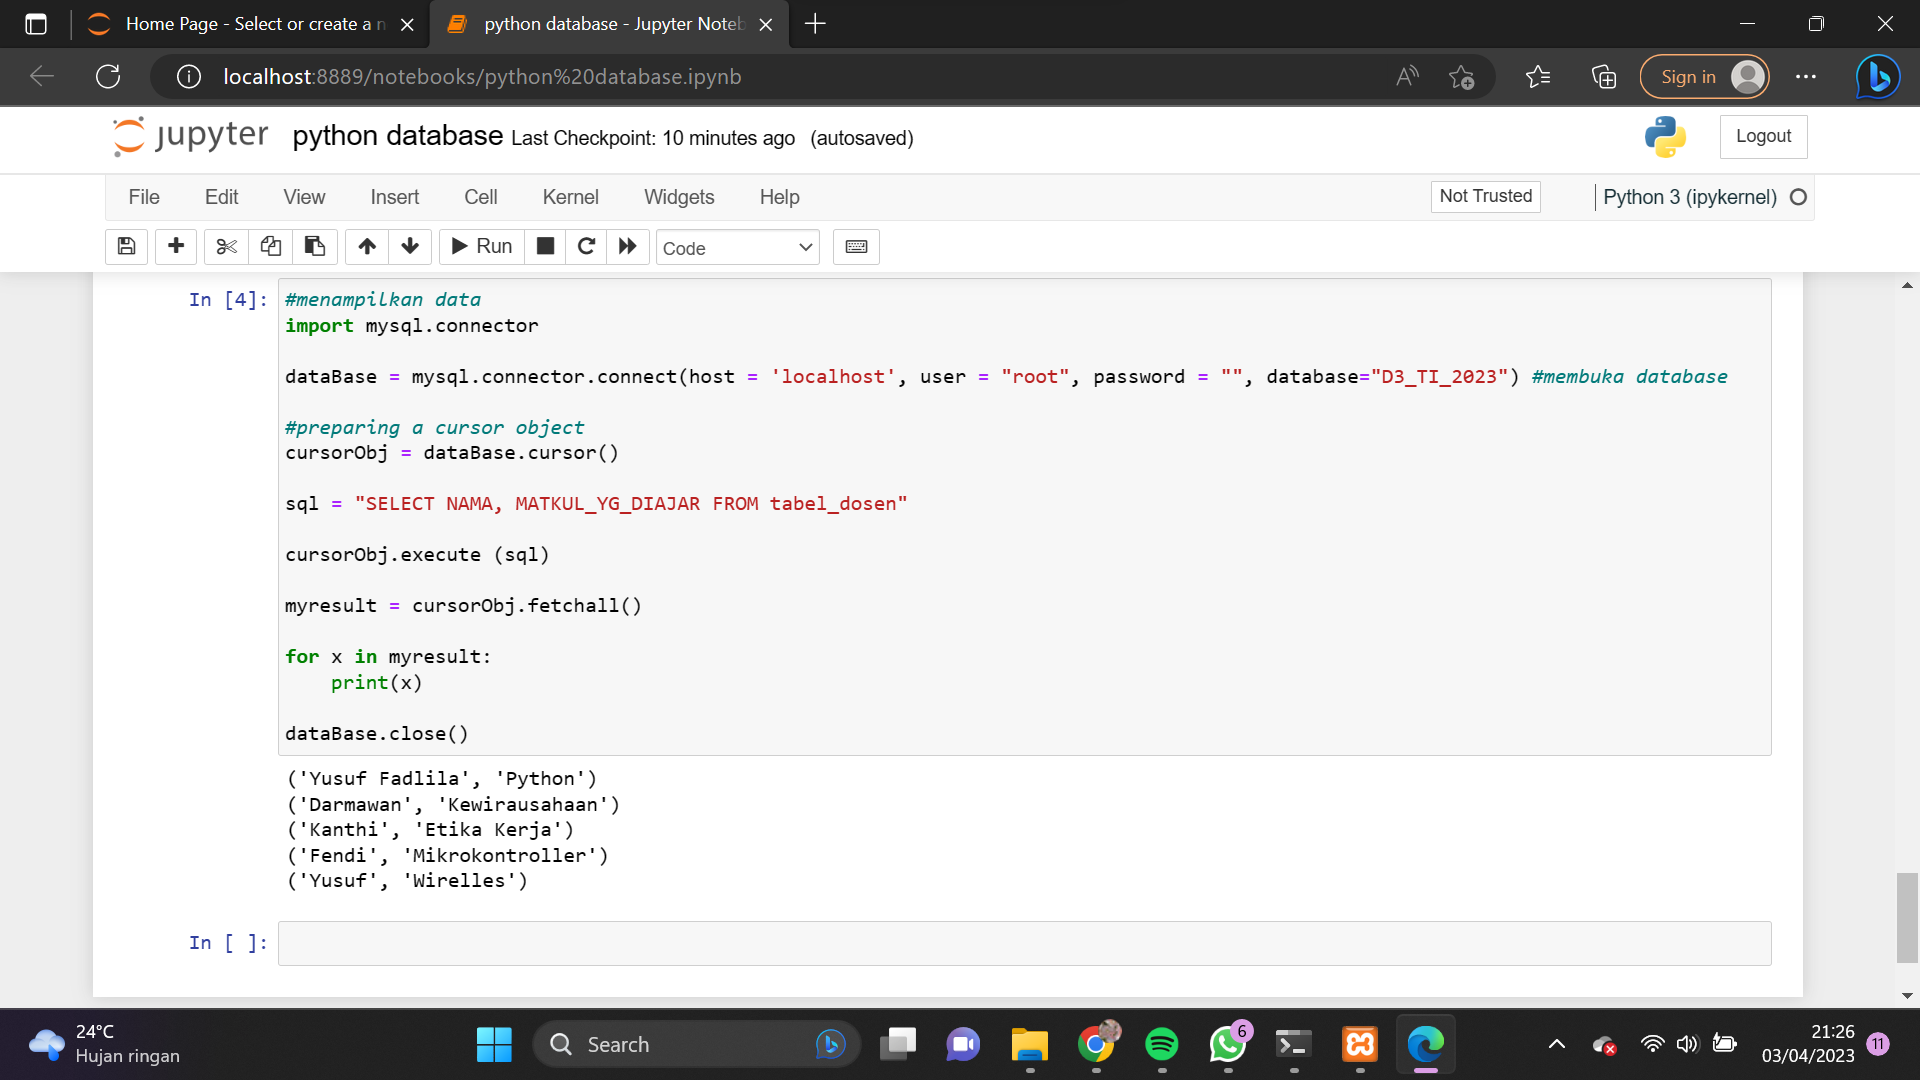 Home Page - Select or create a n
python database - Jupyter Noteb
localhost:8889/notebooks/python%20database.ipynb
Sign in
jupyter python database Last Checkpoint: 10 minutes ago (autosaved)
Logout
File Edit View Insert Cell Kernel Widgets Help
Not Trusted
Python 3 (ipykernel)
Run
Code
In [4]:
#menampilkan data
import mysql.connector
dataBase = mysql.connector.connect(host = 'localhost', user = "root", password = "", database="D3_TI_2023") #membuka database
#preparing a cursor object
cursorObj = dataBase.cursor()
sql = "SELECT NAMA, MATKUL_YG_DIAJAR FROM tabel_dosen"
cursorObj.execute (sql)
myresult = cursorObj.fetchall()
for x in myresult:
    print(x)
dataBase.close()
('Yusuf Fadlila', 'Python')
('Darmawan', 'Kewirausahaan')
('Kanthi', 'Etika Kerja')
('Fendi', 'Mikrokontroller')
('Yusuf', 'Wirelles')
In [ ]:
24°C
Hujan ringan
Search
6
21:26
03/04/2023
11